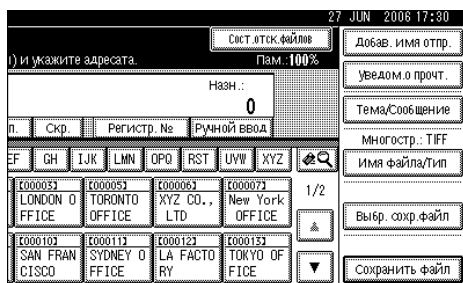 27 JUN 2006 17:30
Сост.отск.файлов
Добав. имя отпр.
) и укажите адресата.
Пам.:100%
Уведом.о прочт.
Назн.:
0
Тема/Сообщение
п. Скр. Регистр. № Ручной ввод
Многостр.: TIFF
EF GH IJK LMN OPQ RST UVW XYZ
Имя файла/Тип
[00003] [00005] [00006] [00007]
LONDON O TORONTO XYZ CO., New York
FFICE OFFICE LTD OFFICE
1/2
Выбр. сохр.файл
[00010] [00011] [00012] [00013]
SAN FRAN SYDNEY O LA FACTO TOKYO OF
CISCO FFICE RY FICE
Сохранить файл